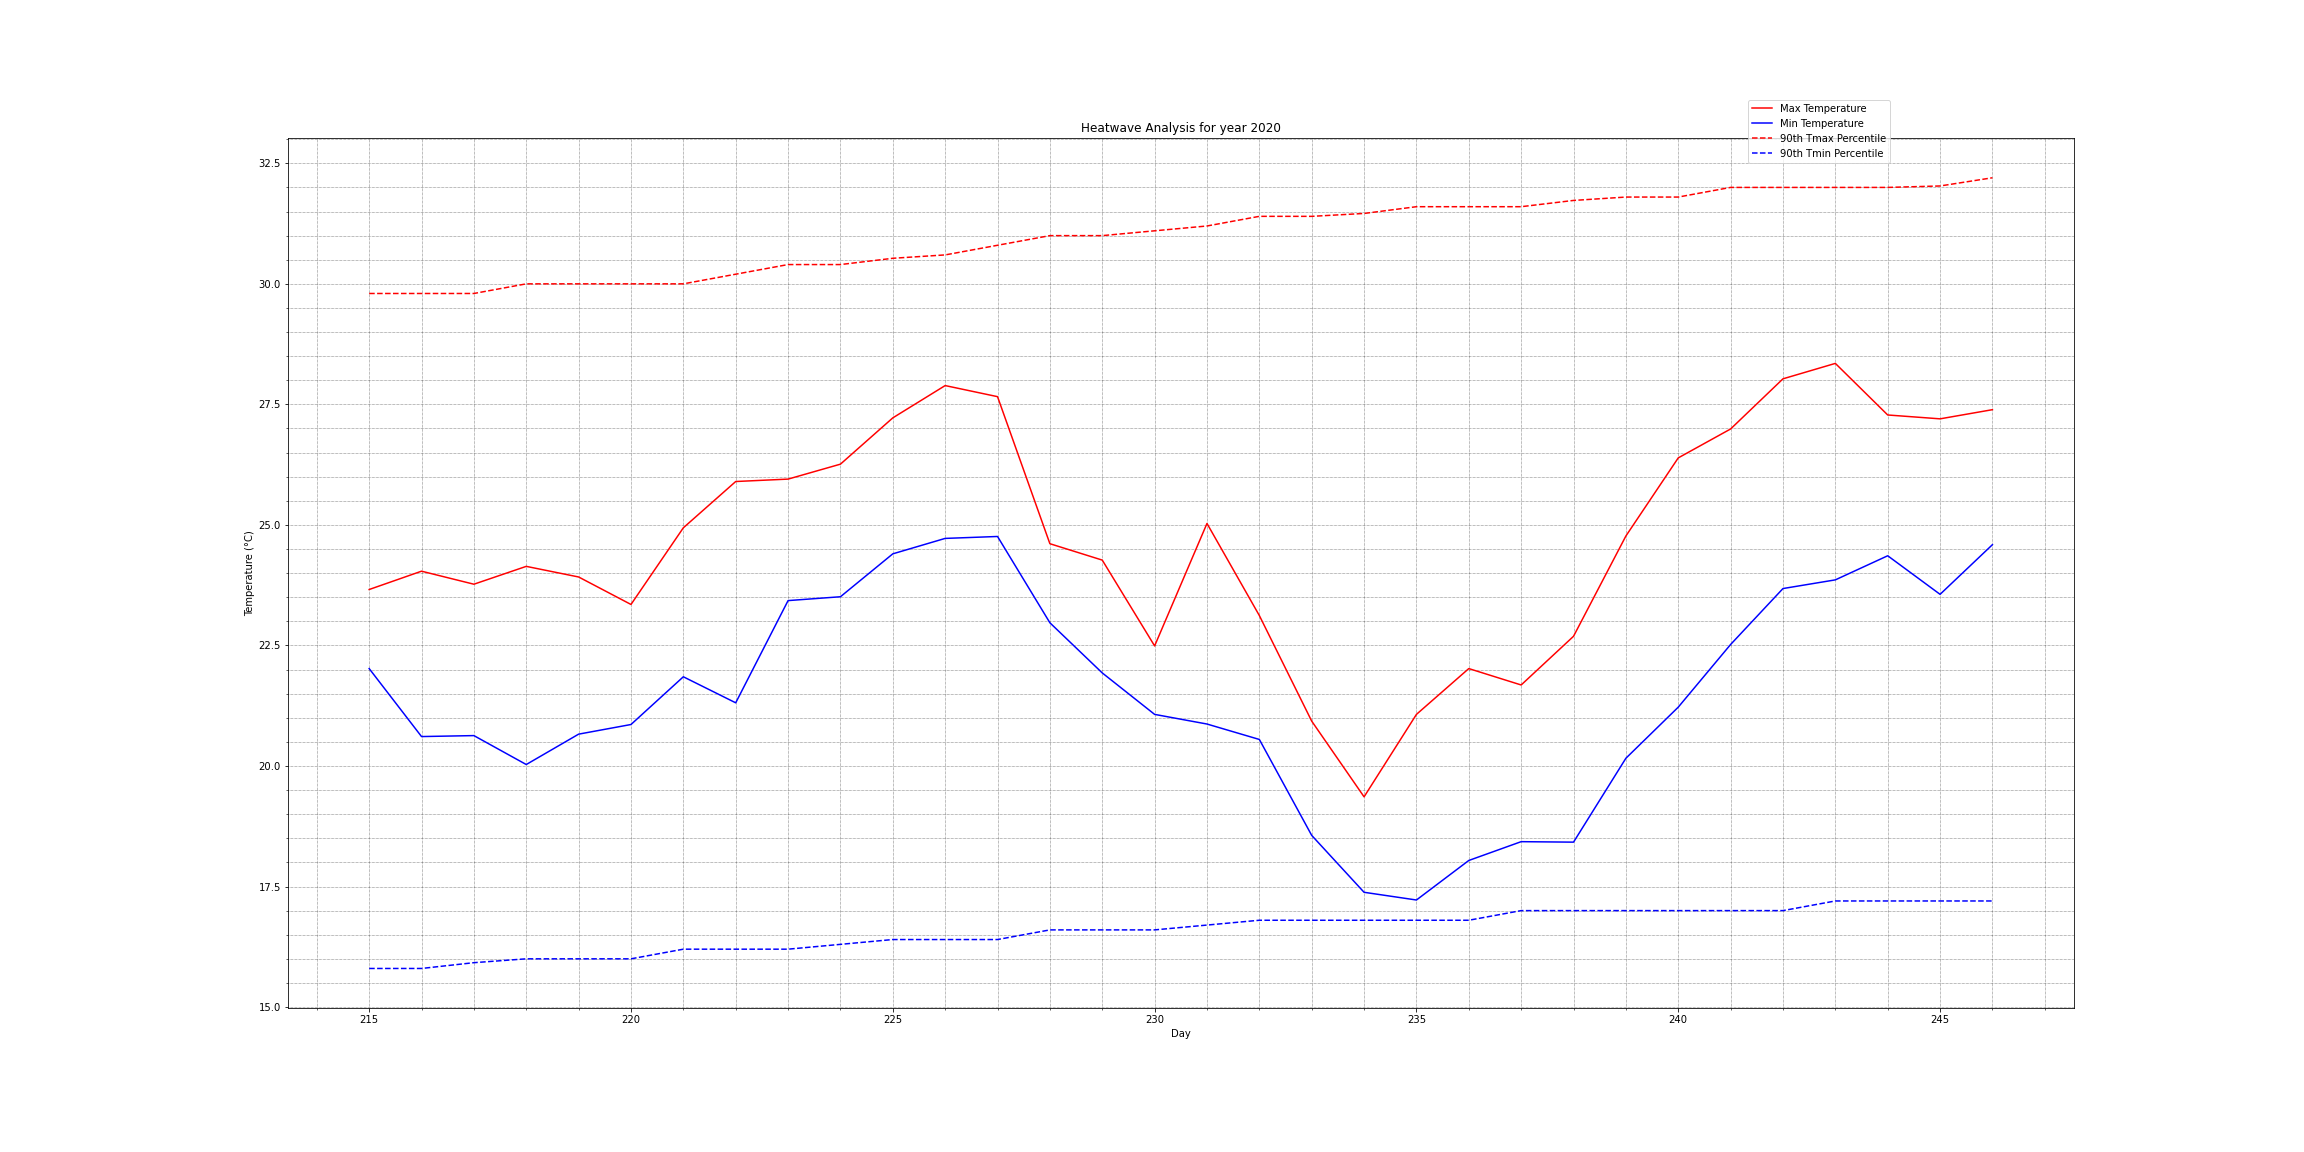 Heatwave Analysis for year 2020
Max Temperature
Min Temperature
90th Tmax Percentile
90th Tmin Percentile
Temperature (°C)
32.5
30.0
27.5
25.0
22.5
20.0
17.5
15.0
215 220 225 230 235 240 245
Day